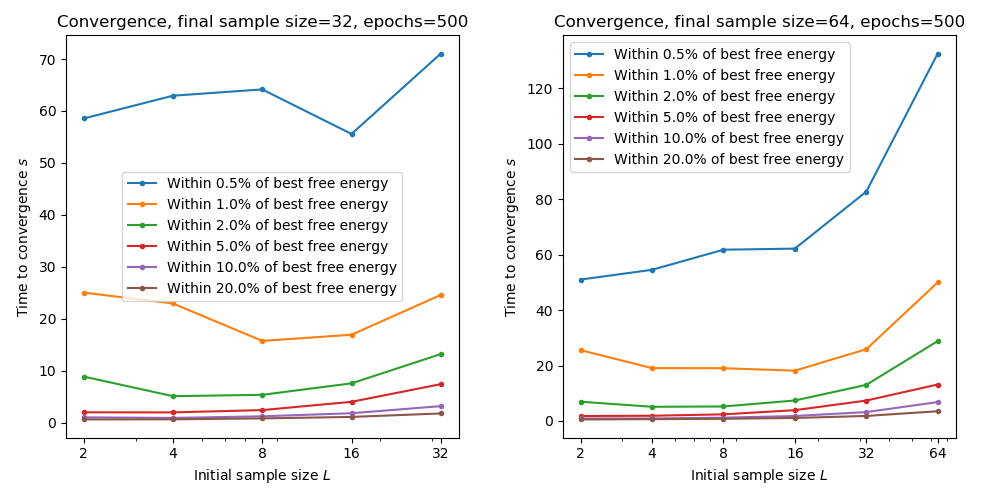 Convergence, final sample size=32, epochs=500
Time to convergence s
70
60
50
40
30
20
10
0
Within 0.5% of best free energy
Within 1.0% of best free energy
Within 2.0% of best free energy
Within 5.0% of best free energy
Within 10.0% of best free energy
Within 20.0% of best free energy
2 4 8 16 32
Initial sample size L
Convergence, final sample size=64, epochs=500
Time to convergence s
120
100
80
60
40
20
0
Within 0.5% of best free energy
Within 1.0% of best free energy
Within 2.0% of best free energy
Within 5.0% of best free energy
Within 10.0% of best free energy
Within 20.0% of best free energy
2 4 8 16 32 64
Initial sample size L